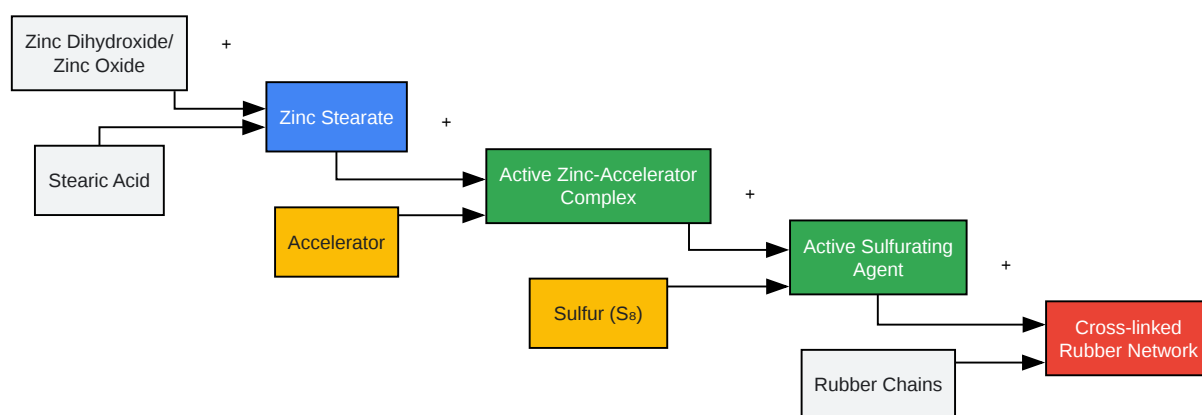 Zinc Dihydroxide/
Zinc Oxide
+
Stearic Acid
Zinc Stearate
+
Accelerator
Active Zinc-Accelerator
Complex
+
Sulfur (S₈)
Active Sulfurating
Agent
+
Rubber Chains
Cross-linked
Rubber Network